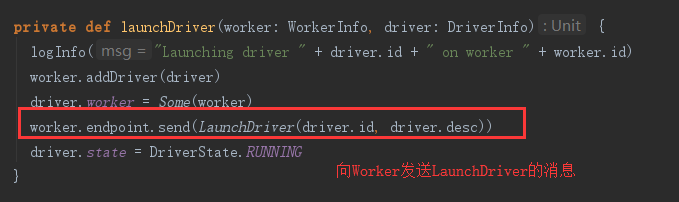 private def launchDriver(worker: WorkerInfo, driver: DriverInfo): Unit = {
logInfo( msg = "Launching driver " + driver.id + " on worker " + worker.id)
worker.addDriver(driver)
driver.worker = Some(worker)
worker.endpoint.send(LaunchDriver(driver.id, driver.desc))
driver.state = DriverState.RUNNING
向Worker发送LaunchDriver的消息
}